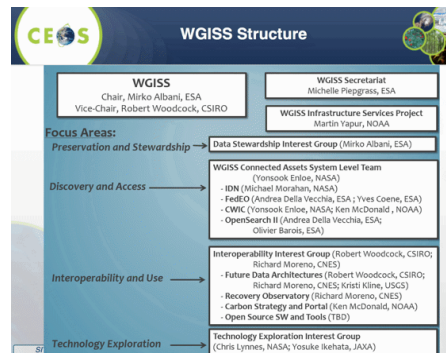 CEOS
WGISS Structure
WGISS
Chair, Mirko Albani, ESA
Vice-Chair, Robert Woodcock, CSIRO
WGISS Secretariat
Michelle Piepgrass, ESA
WGISS Infrastructure Services Project
Martin Yapur, NOAA
Focus Areas:
Preservation and Stewardship
Data Stewardship Interest Group (Mirko Albani, ESA)
Discovery and Access
WGISS Connected Assets System Level Team
(Yonsook Enloe, NASA)
- IDN (Michael Morahan, NASA)
- FedEO (Andrea Della Vecchia, ESA ; Yves Coene, ESA)
- CWIC (Yonsook Enloe, NASA; Ken McDonald , NOAA)
- OpenSearch II (Andrea Della Vecchia, ESA;
Olivier Barois, ESA)
Interoperability and Use
Interoperability Interest Group (Robert Woodcock, CSIRO;
Richard Moreno, CNES)
- Future Data Architectures (Robert Woodcock, CSIRO;
Richard Moreno, CNES; Kristi Kline, USGS)
- Recovery Observatory (Richard Moreno, CNES)
- Carbon Strategy and Portal (Ken McDonald, NOAA)
- Open Source SW and Tools (TBD)
Technology Exploration
Technology Exploration Interest Group
(Chris Lynnes, NASA; Yosuke Ikehata, JAXA)